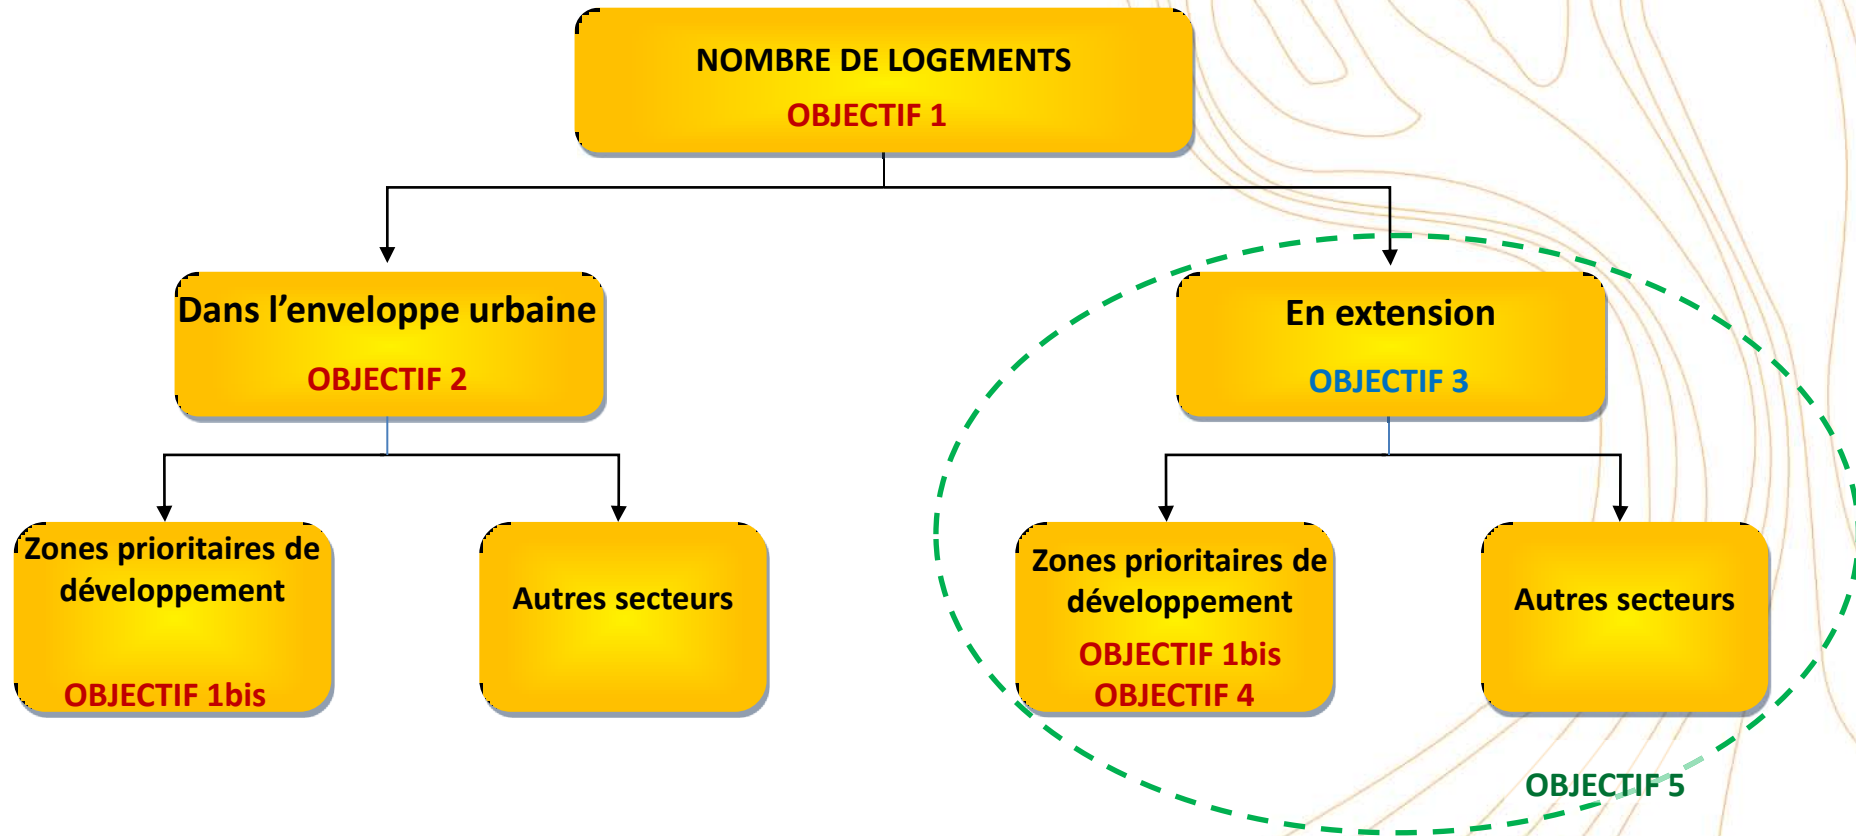 NOMBRE DE LOGEMENTS
OBJECTIF 1
Dans l’enveloppe urbaine
OBJECTIF 2
En extension
OBJECTIF 3
Zones prioritaires de
développement
OBJECTIF 1bis
Autres secteurs
Zones prioritaires de
développement
OBJECTIF 1bis
OBJECTIF 4
Autres secteurs
OBJECTIF 5